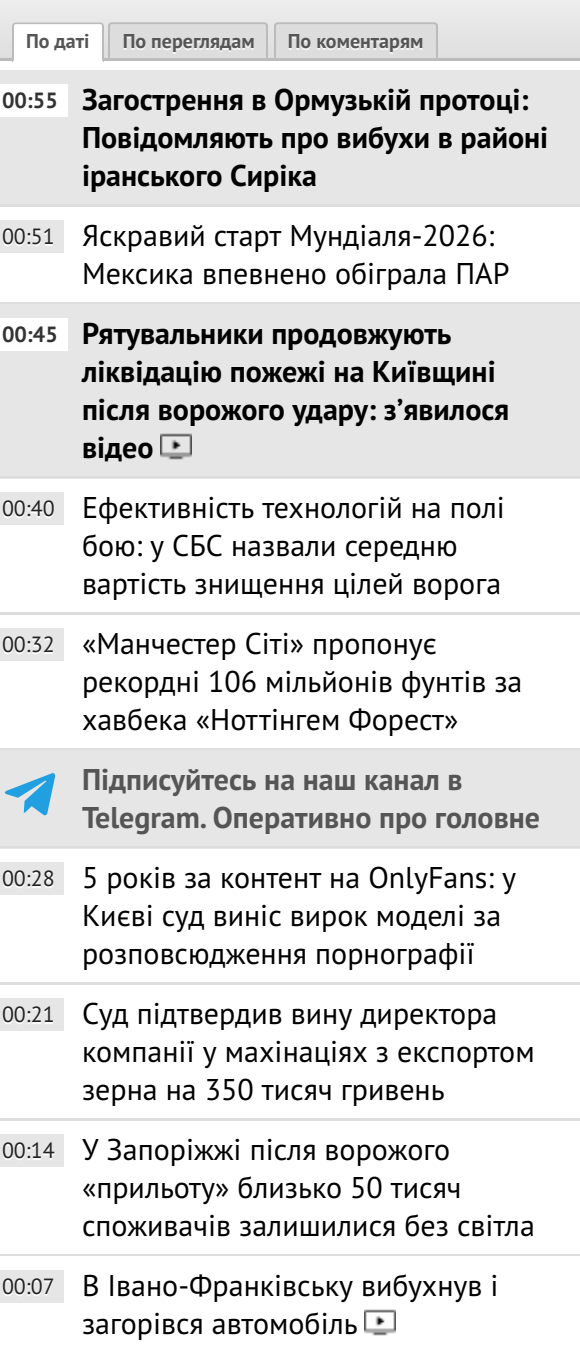 По даті
По переглядам
По коментарям
00:55
Загострення в Ормузькій протоці:
Повідомляють про вибухи в районі
іранського Сиріка
00:51
Яскравий старт Мундіаля-2026:
Мексика впевнено обіграла ПАР
00:45
Рятувальники продовжують
ліквідацію пожежі на Київщині
після ворожого удару: з’явилося
відео
00:40
Ефективність технологій на полі
бою: у СБС назвали середню
вартість знищення цілей ворога
00:32
«Манчестер Сіті» пропонує
рекордні 106 мільйонів фунтів за
хавбека «Ноттінгем Форест»
Підписуйтесь на наш канал в
Telegram. Оперативно про головне
00:28
5 років за контент на OnlyFans: у
Києві суд виніс вирок моделі за
розповсюдження порнографії
00:21
Суд підтвердив вину директора
компанії у махінаціях з експортом
зерна на 350 тисяч гривень
00:14
У Запоріжжі після ворожого
«прильоту» близько 50 тисяч
споживачів залишилися без світла
00:07
В Івано-Франківську вибухнув і
загорівся автомобіль